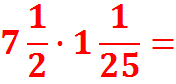 7 1/2 · 1 1/25 =